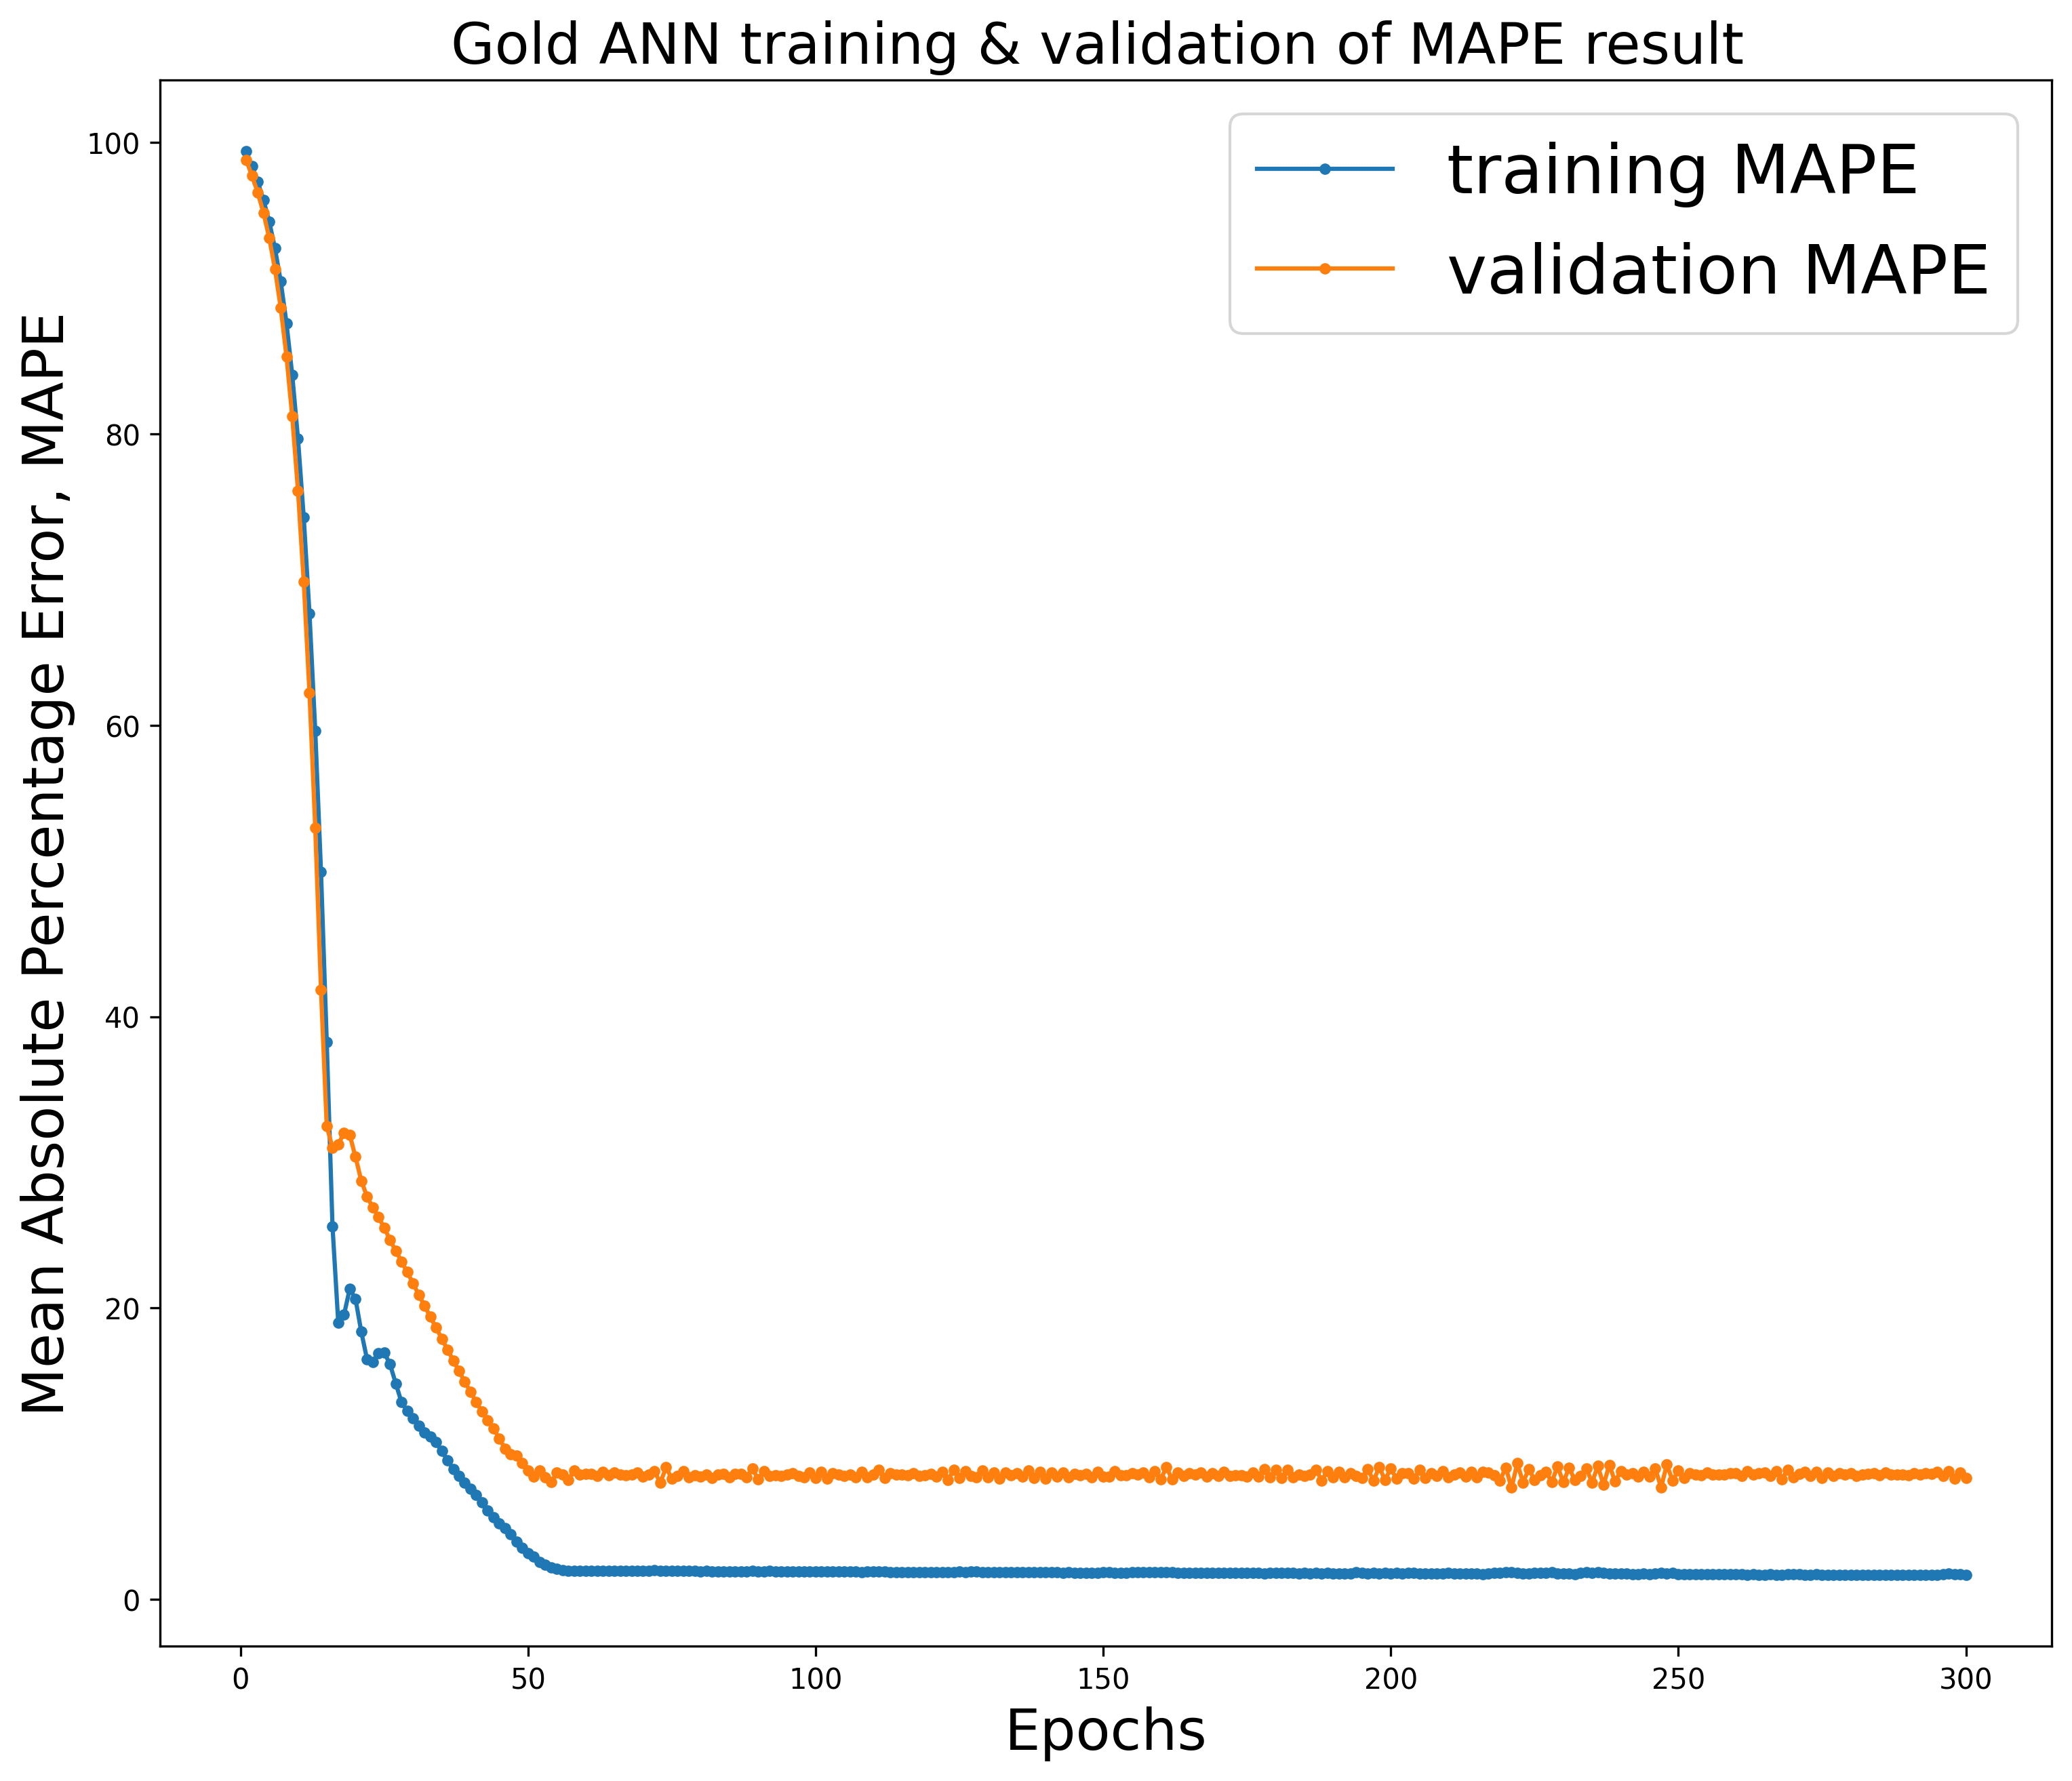 Gold ANN training & validation of MAPE result
training MAPE
validation MAPE
Mean Absolute Percentage Error, MAPE
100
80
60
40
20
0
0 50 100 150 200 250 300
Epochs